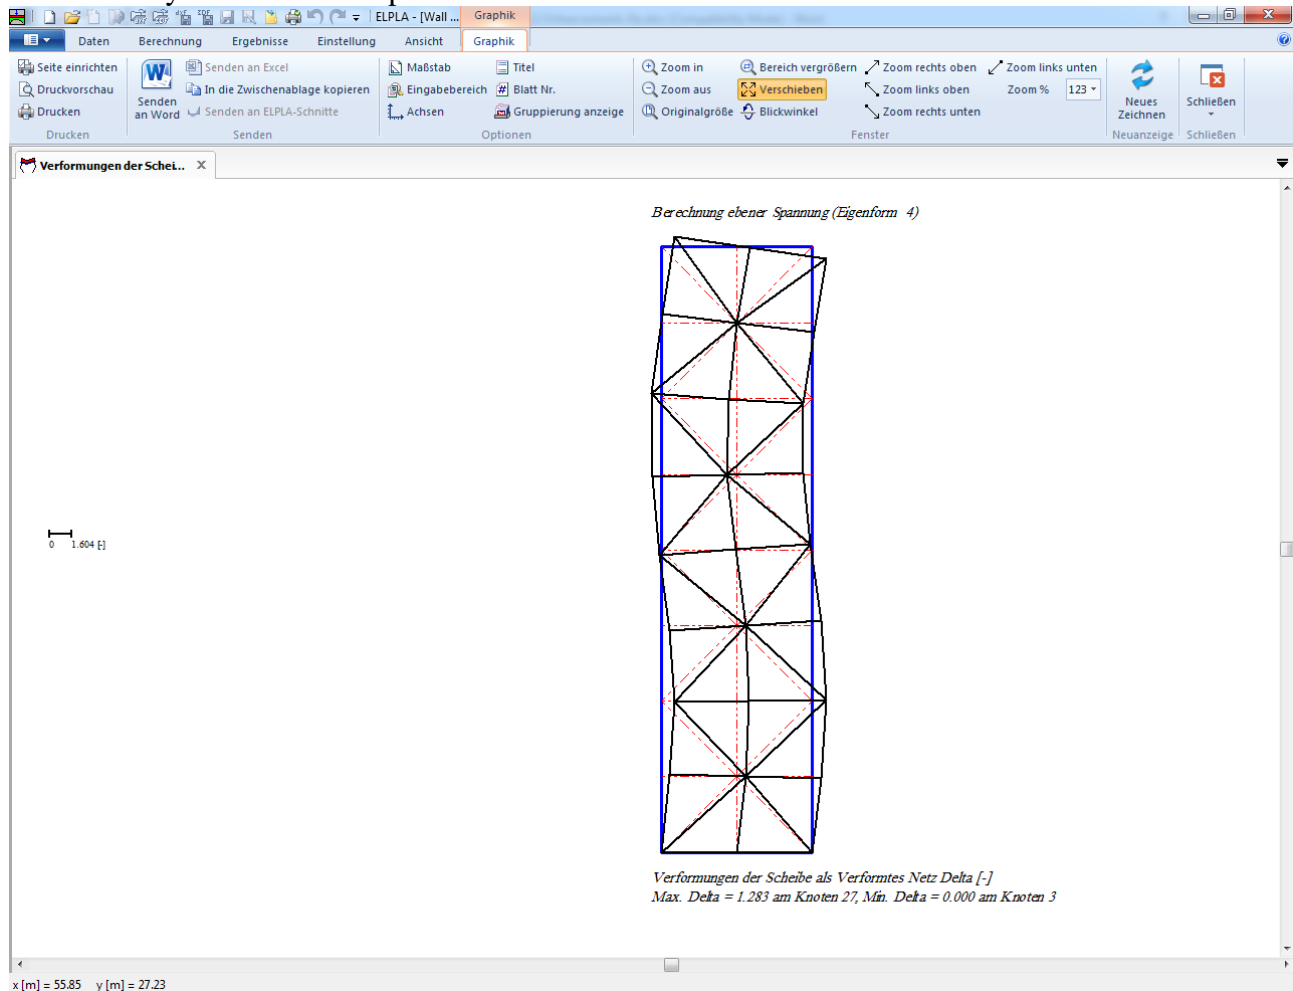 ELPLA - [Wall ...
Graphik
Daten
Berechnung
Ergebnisse
Einstellung
Ansicht
Graphik
Seite einrichten
Druckvorschau
Drucken
Drucken
Senden an Word
Senden an Excel
In die Zwischenablage kopieren
Senden an ELPLA-Schnitte
Senden
Maßstab
Eingabebereich
Achsen
Titel
Blatt Nr.
Gruppierung anzeige
Optionen
Zoom in
Zoom aus
Originalgröße
Bereich vergrößern
Verschieben
Blickwinkel
Zoom rechts oben
Zoom links oben
Zoom rechts unten
Zoom links unten
Zoom %
123
Fenster
Neues Zeichnen
Neuanzeige
Schließen
Schließen
Verformungen der Schei... X
Berechnung ebener Spannung (Eigenform 4)
0 1.604 [-]
Verformungen der Scheibe als Verformtes Netz Delta [-]
Max. Delta = 1.283 am Knoten 27, Min. Delta = 0.000 am Knoten 3
x [m] = 55.85 y [m] = 27.23